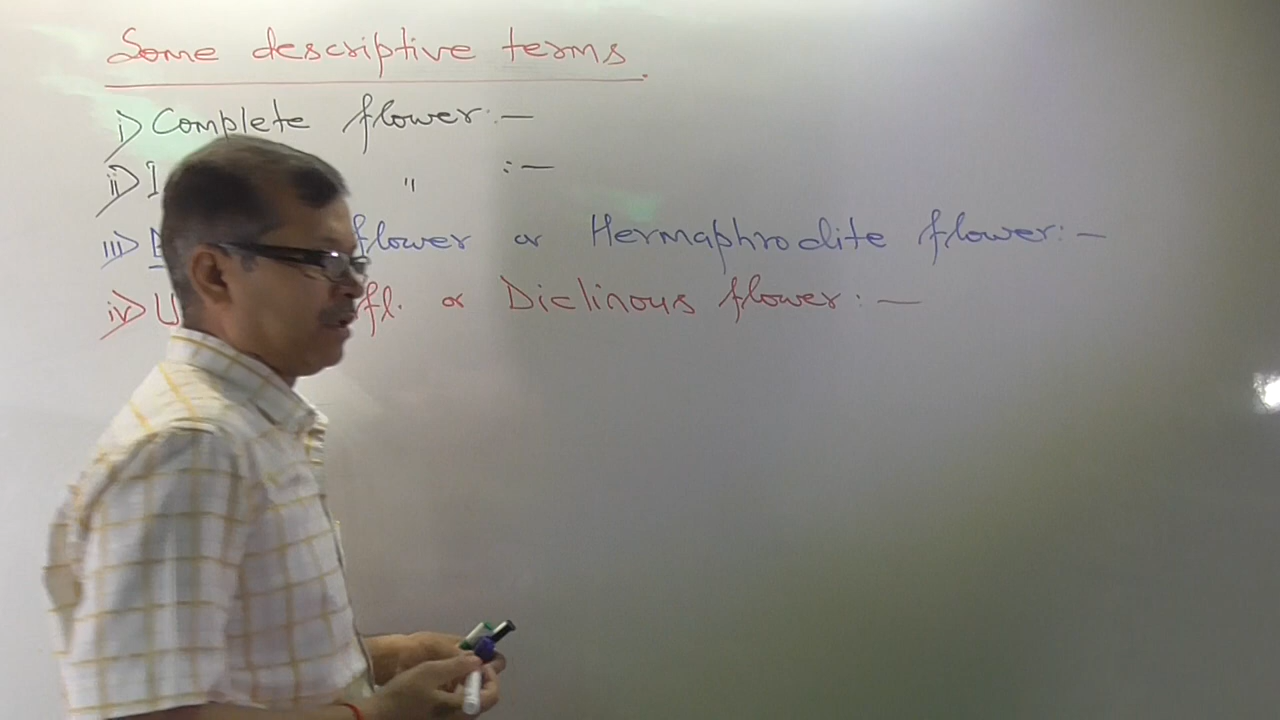 Some descriptive terms.
i) Complete flower :-
ii) I " :-
iii) flower or Hermaphrodite flower :-
iv) U fl. or Diclinous flower :-